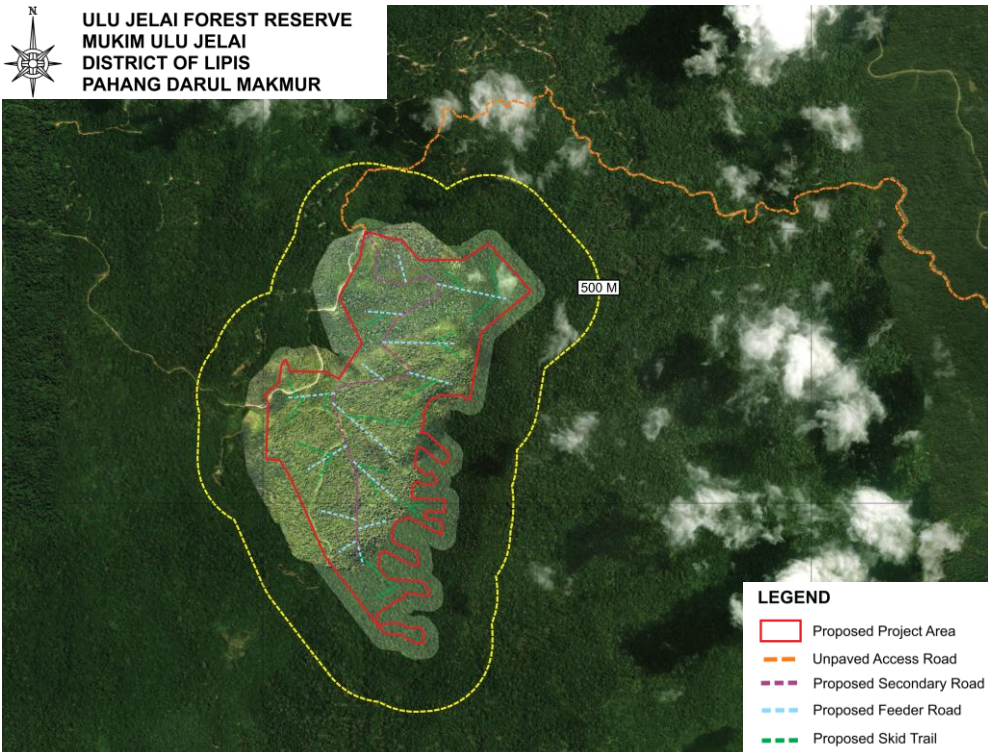 N
ULU JELAI FOREST RESERVE
MUKIM ULU JELAI
DISTRICT OF LIPIS
PAHANG DARUL MAKMUR
500 M
LEGEND
Proposed Project Area
Unpaved Access Road
Proposed Secondary Road
Proposed Feeder Road
Proposed Skid Trail